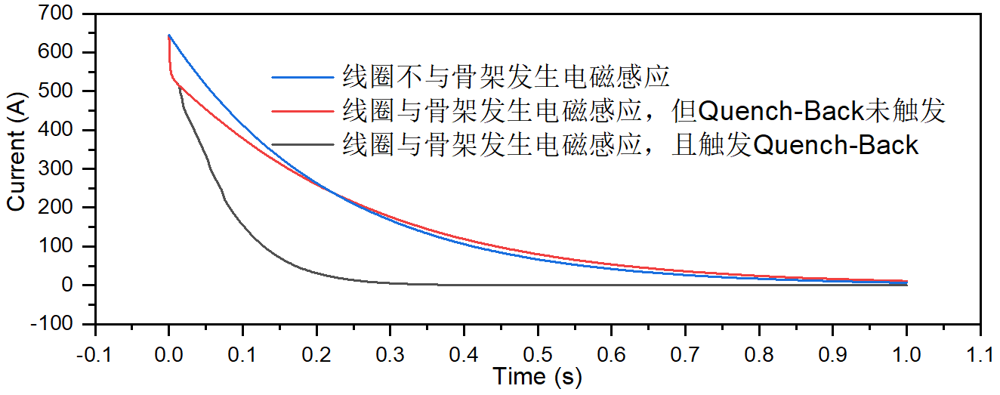 700
600
500
400
300
200
100
0
-100
Current (A)
线圈不与骨架发生电磁感应
线圈与骨架发生电磁感应，但Quench-Back未触发
线圈与骨架发生电磁感应，且触发Quench-Back
-0.1 0.0 0.1 0.2 0.3 0.4 0.5 0.6 0.7 0.8 0.9 1.0 1.1
Time (s)